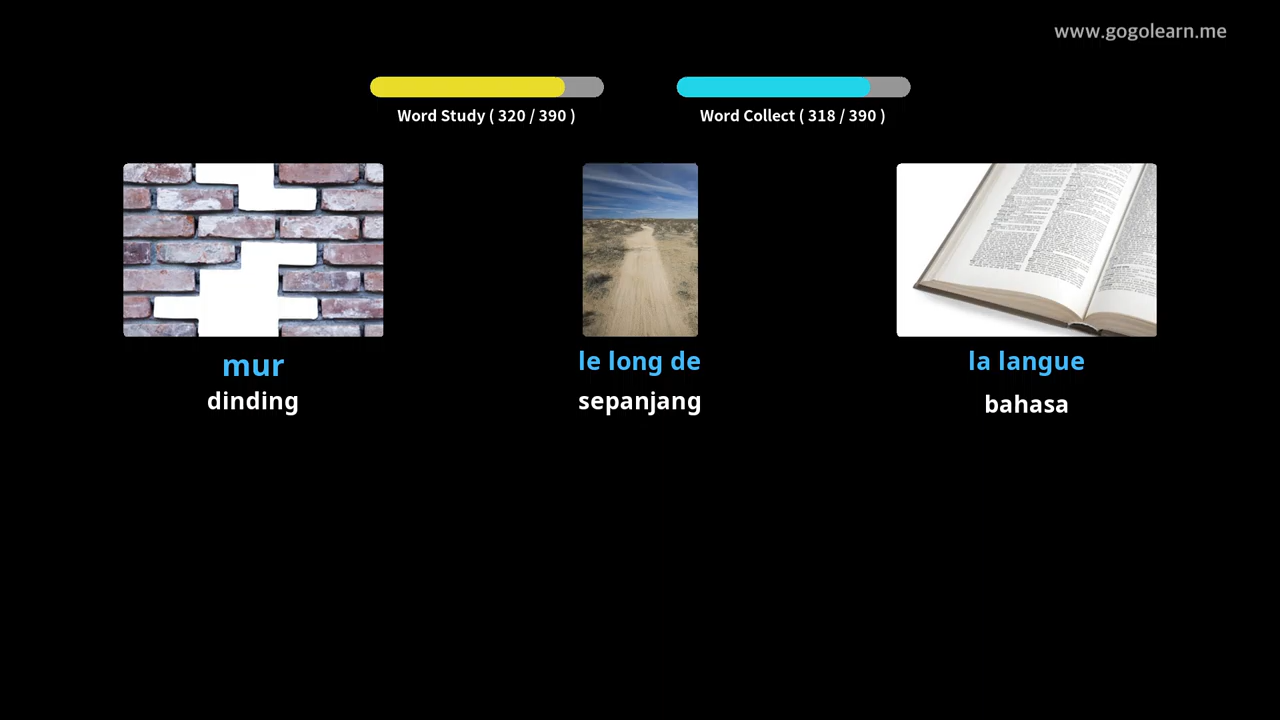 www.gogolearn.me
Word Study ( 320 / 390 )
Word Collect ( 318 / 390 )
mur
dinding
le long de
sepanjang
la langue
bahasa